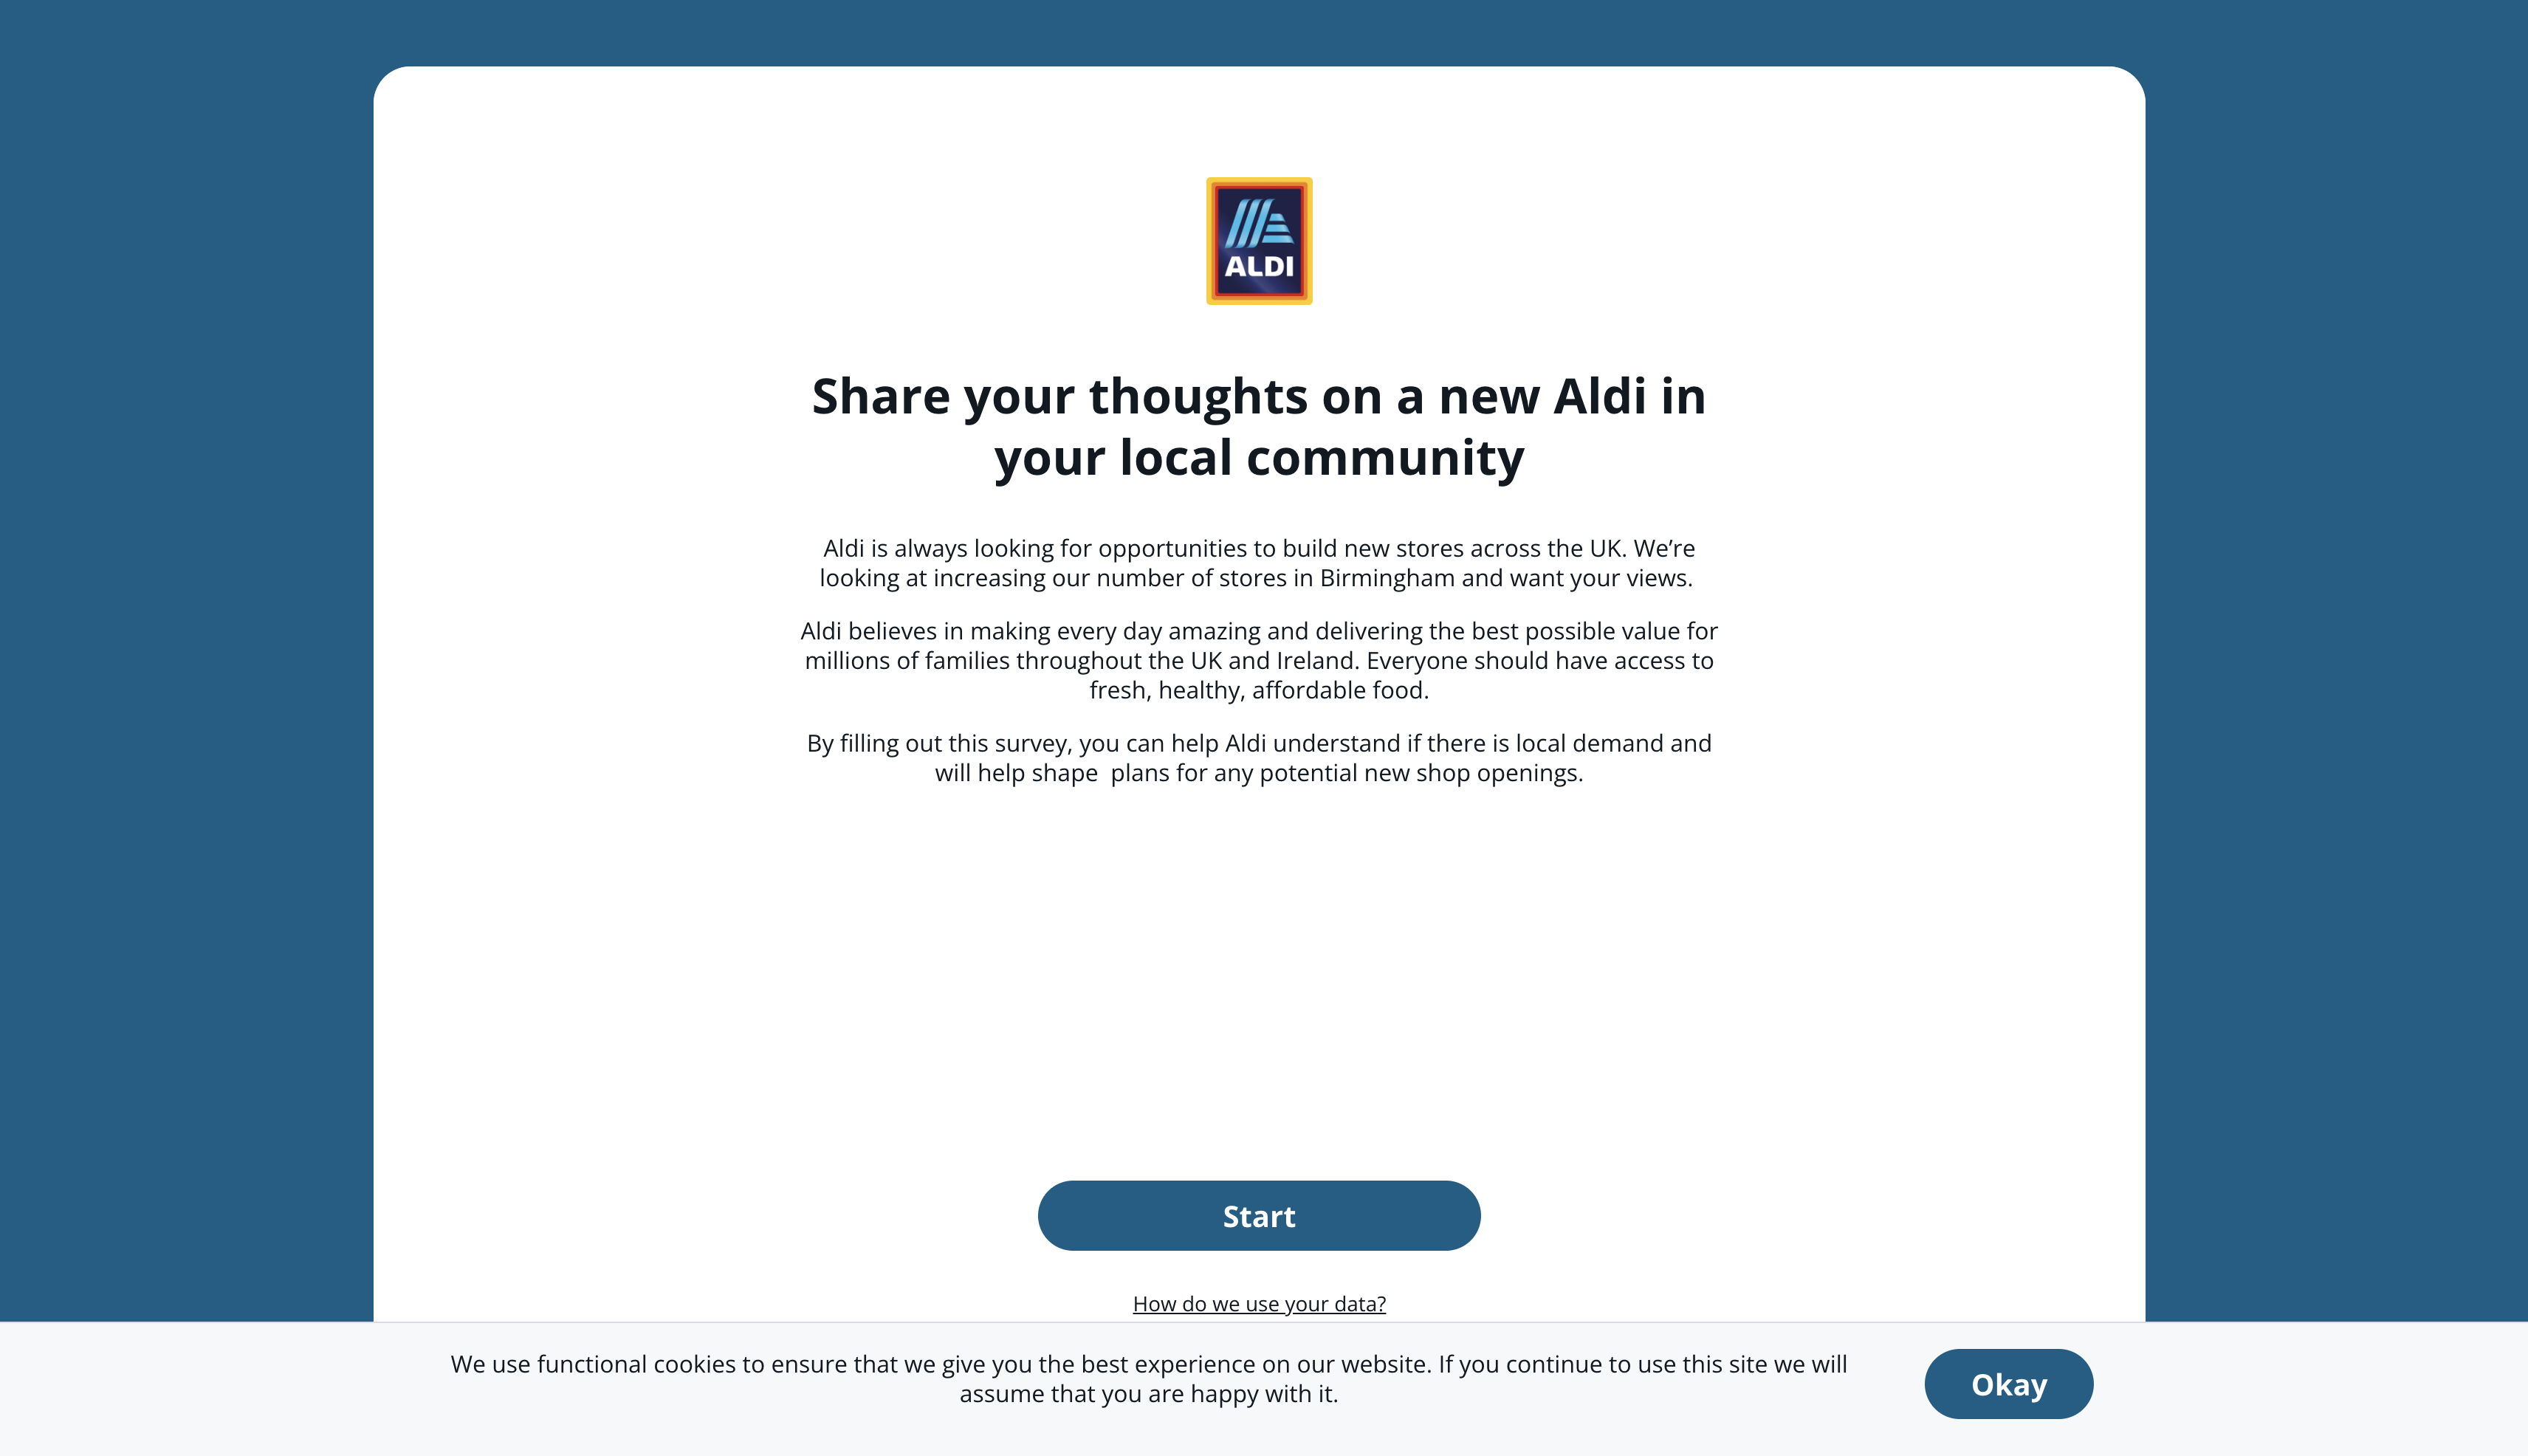 ALDI
Share your thoughts on a new Aldi in
your local community
Aldi is always looking for opportunities to build new stores across the UK. We’re
looking at increasing our number of stores in Birmingham and want your views.
Aldi believes in making every day amazing and delivering the best possible value for
millions of families throughout the UK and Ireland. Everyone should have access to
fresh, healthy, affordable food.
By filling out this survey, you can help Aldi understand if there is local demand and
will help shape  plans for any potential new shop openings.
Start
How do we use your data?
We use functional cookies to ensure that we give you the best experience on our website. If you continue to use this site we will
assume that you are happy with it.
Okay